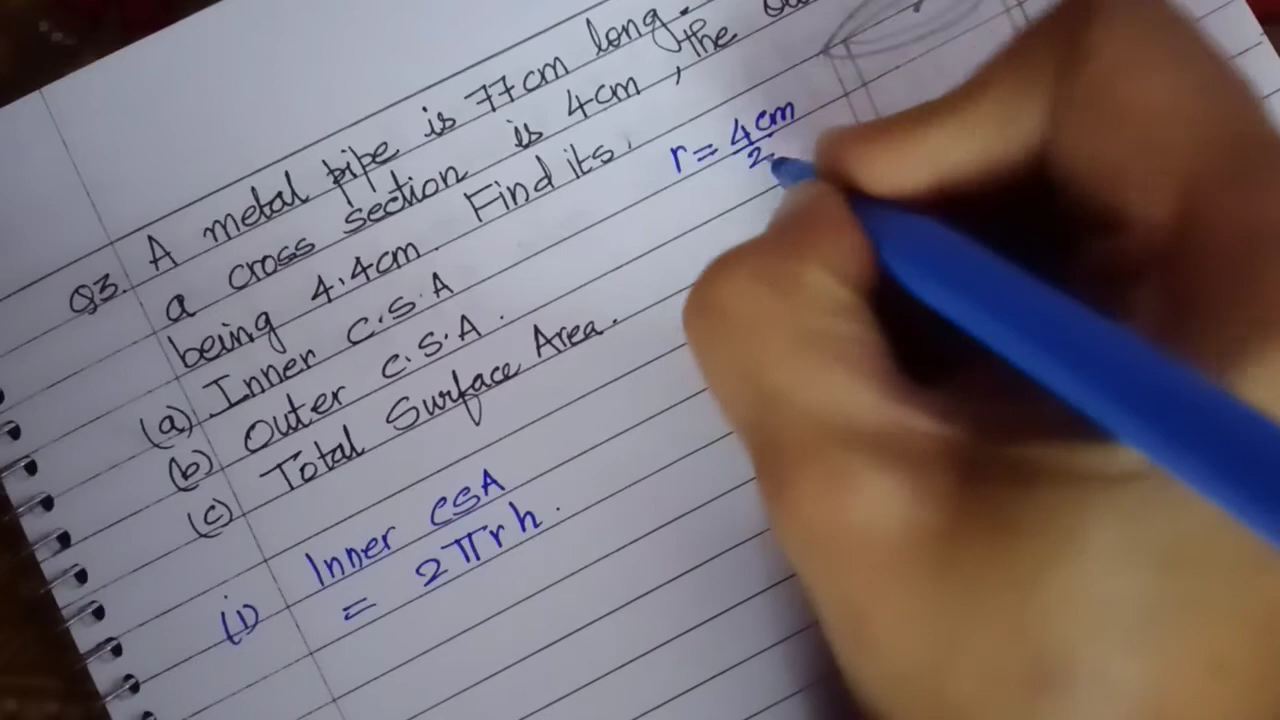 Q3. A metal pipe is 77cm long.
a cross section is 4cm, the
being 4.4cm. Find its.
r = 4cm
2
(a) Inner C.S.A
(b) Outer C.S.A.
(c) Total Surface Area.
(i) Inner CSA
= 2πrh.